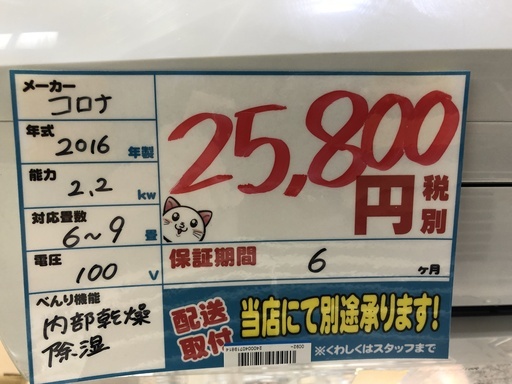 メーカー
コロナ
年式
2016 年製
能力
2.2 kw
対応畳数
6〜9 畳
電圧
100 V
べんり機能
内部乾燥
除湿
25,800
円 税別
保証期間 6 ヶ月
配送
取付
当店にて別途承ります!
※くわしくはスタッフまで